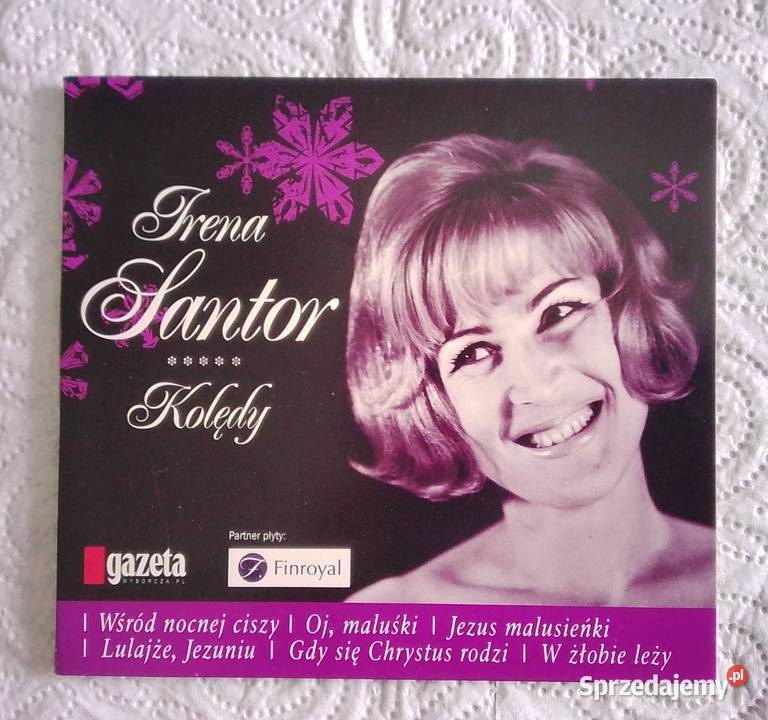 Irena
Santor
Kolędy
Partner płyty:
gazeta
WYBORCZA.PL
F. Finroyal
| Wśród nocnej ciszy | Oj, maluśki | Jezus malusieńki
| Lulajże, Jezuniu | Gdy się Chrystus rodzi | W żłobie leży
Sprzedajemy.pl